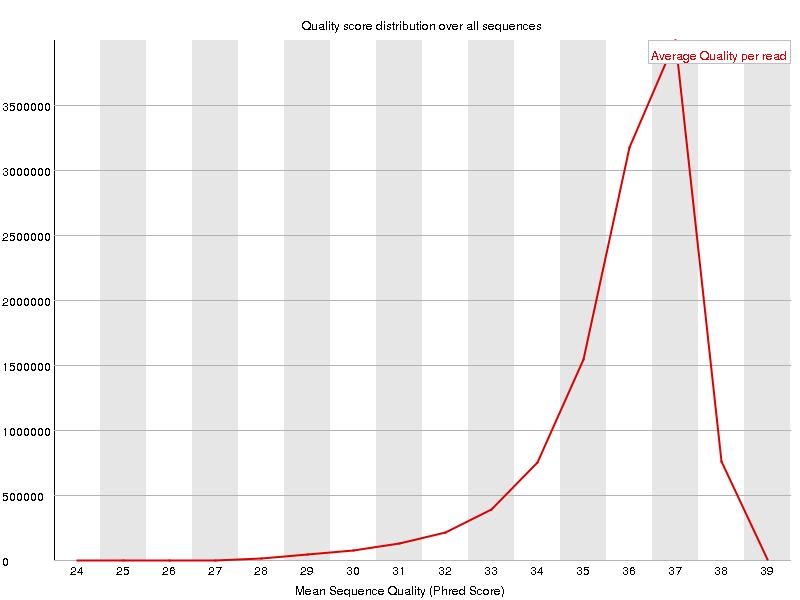 Quality score distribution over all sequences
Average Quality per read
3500000
3000000
2500000
2000000
1500000
1000000
500000
0
24 25 26 27 28 29 30 31 32 33 34 35 36 37 38 39
Mean Sequence Quality (Phred Score)